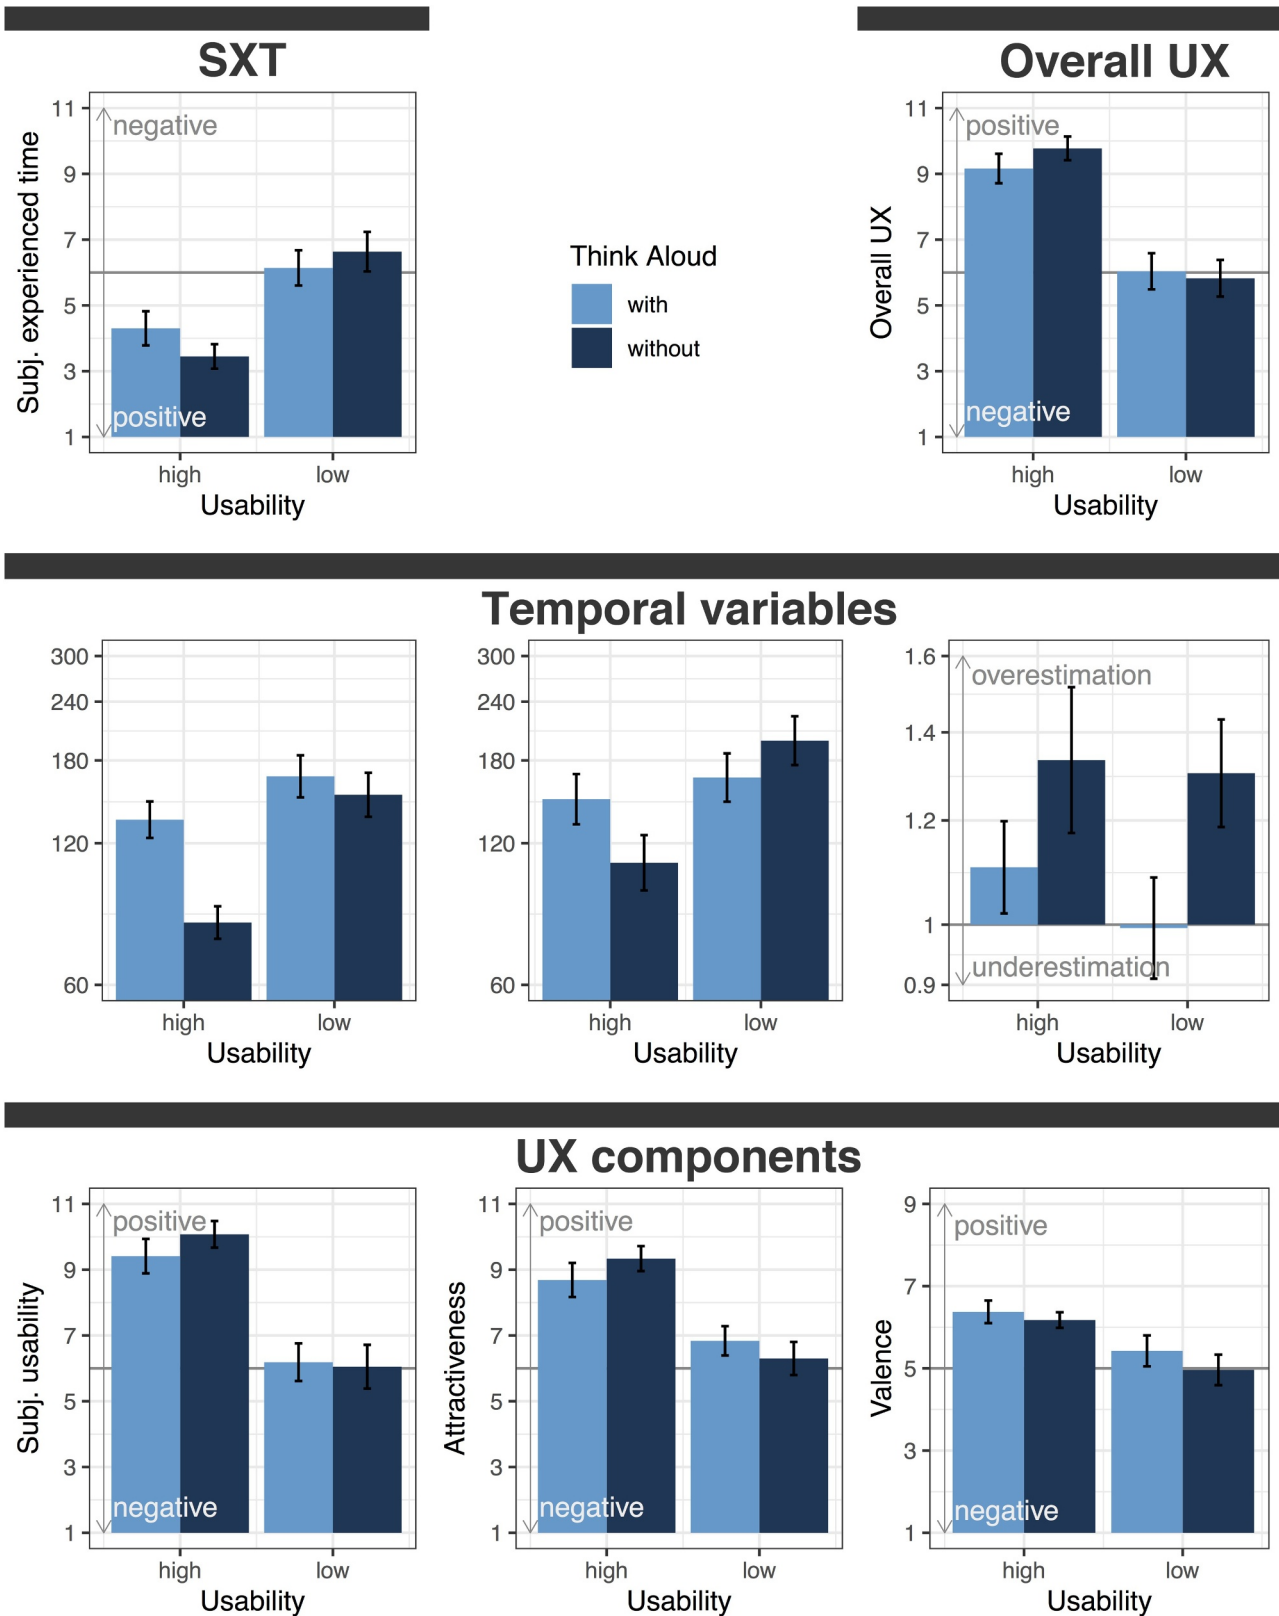 SXT
Overall UX
11
9
7
5
3
1
Subj. experienced time
negative
positive
high
low
Usability
Think Aloud
with
without
11
9
7
5
3
1
Overall UX
positive
negative
high
low
Usability
Temporal variables
300
240
180
120
60
high
low
Usability
300
240
180
120
60
high
low
Usability
1.6
1.4
1.2
1
0.9
overestimation
underestimation
high
low
Usability
UX components
11
9
7
5
3
1
Subj. usability
positive
negative
high
low
Usability
11
9
7
5
3
1
Attractiveness
positive
negative
high
low
Usability
9
7
5
3
1
Valence
positive
negative
high
low
Usability